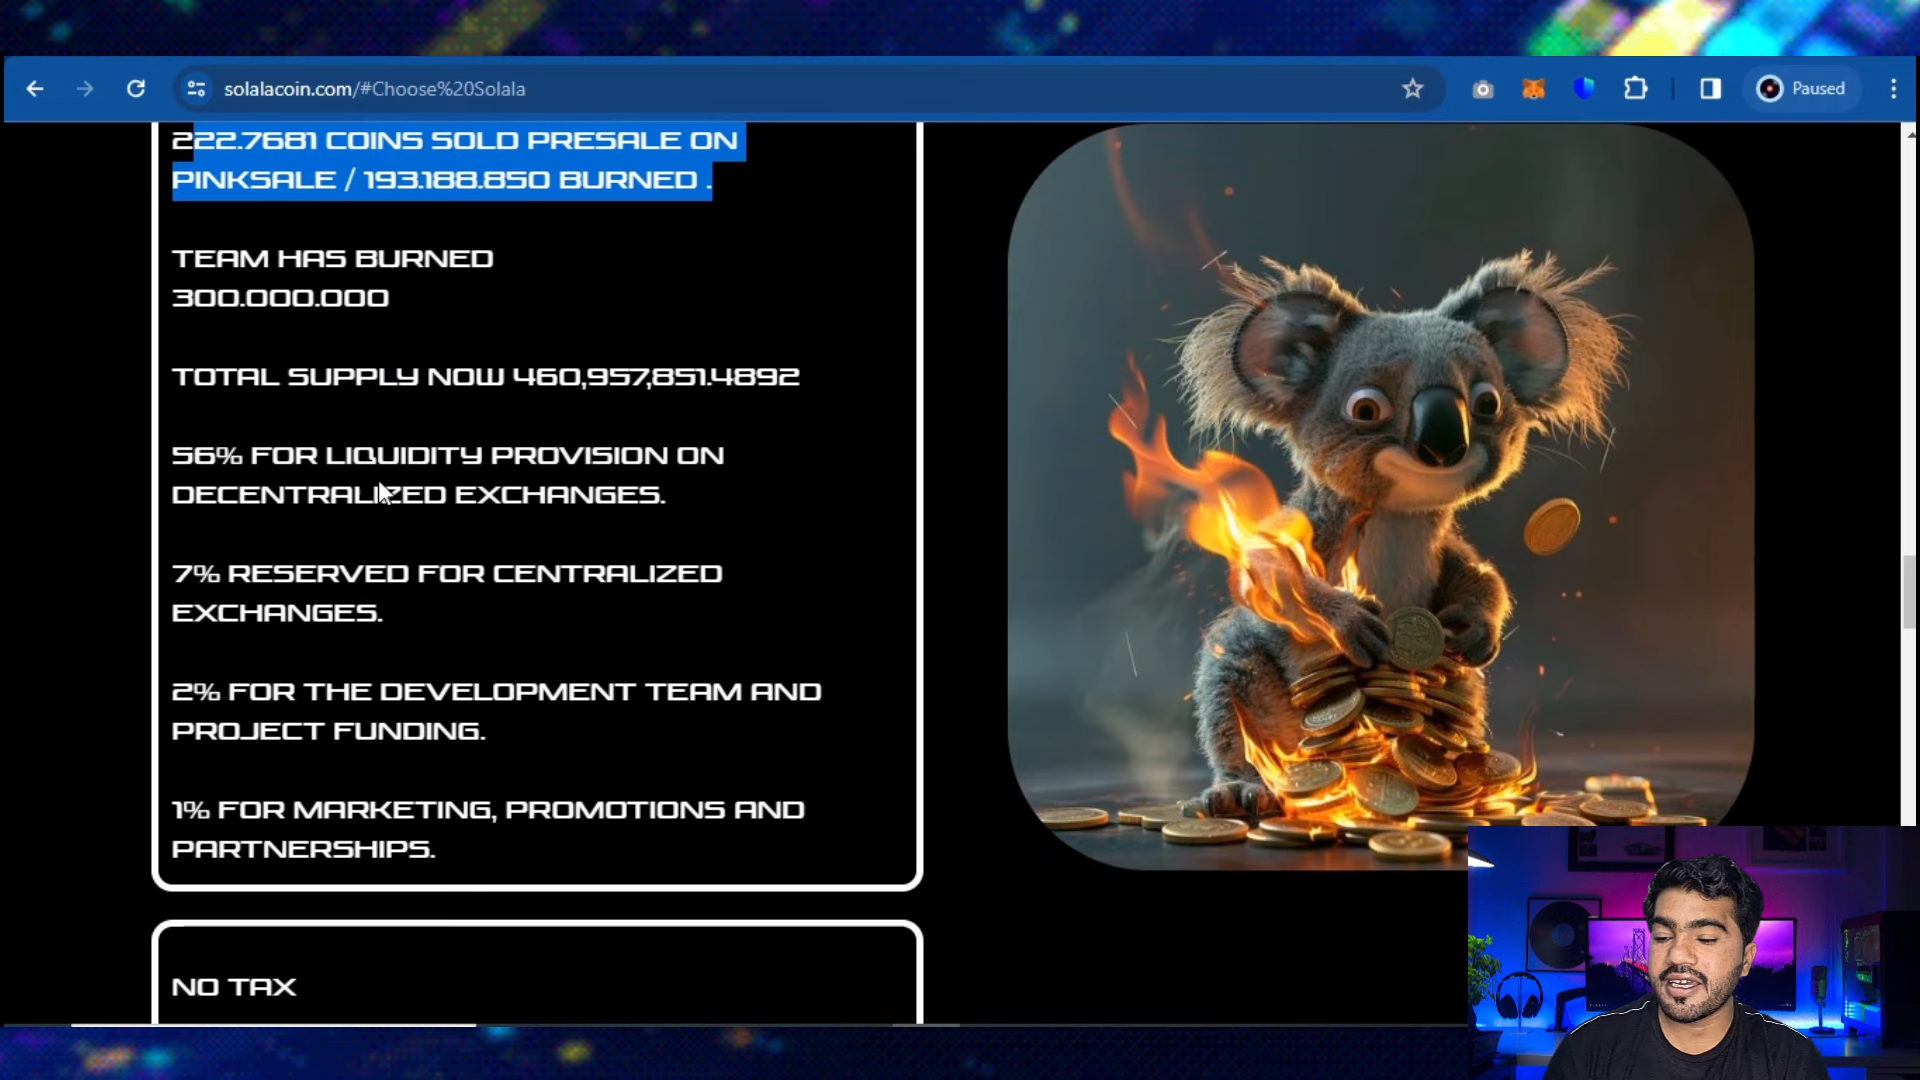 solalacoin.com/#Choose%20Solala
Paused
222.7681 COINS SOLD PRESALE ON
PINKSALE / 193.188.850 BURNED .
TEAM HAS BURNED
300.000.000
TOTAL SUPPLY NOW 460,957,851.4892
56% FOR LIQUIDITY PROVISION ON
DECENTRALIZED EXCHANGES.
7% RESERVED FOR CENTRALIZED
EXCHANGES.
2% FOR THE DEVELOPMENT TEAM AND
PROJECT FUNDING.
1% FOR MARKETING, PROMOTIONS AND
PARTNERSHIPS.
NO TAX